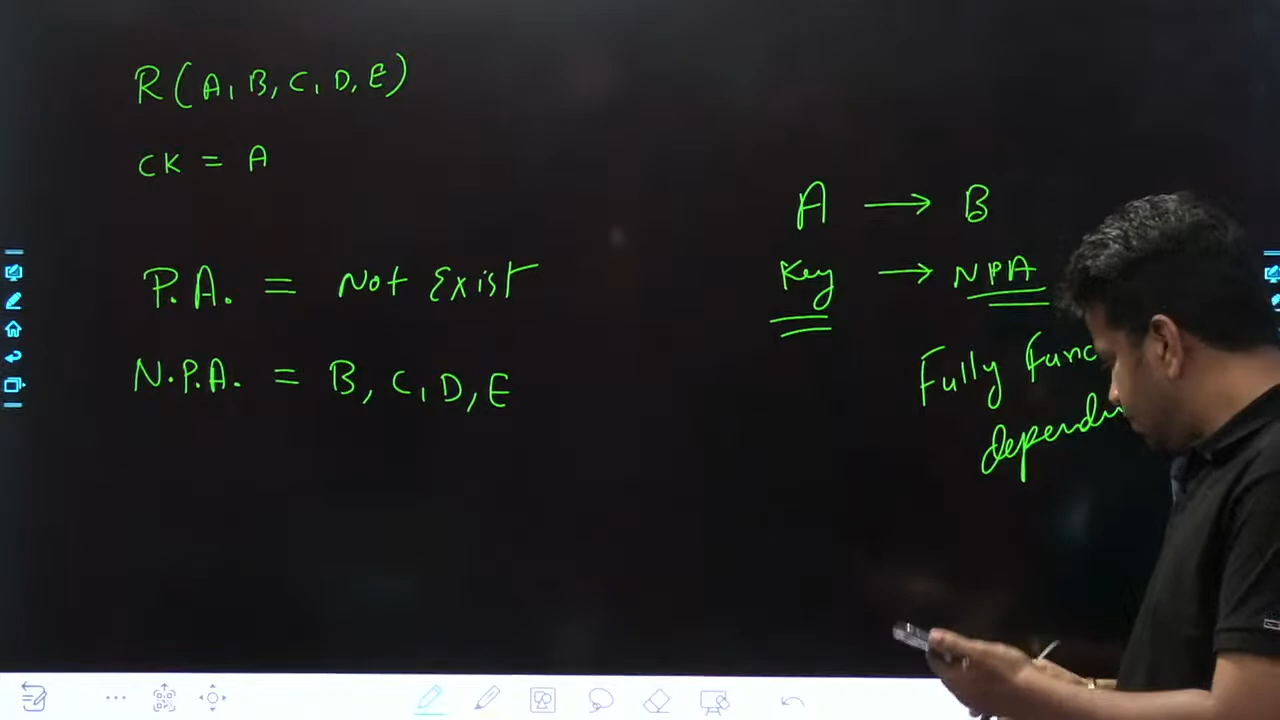 R(A, B, C, D, E)
CK = A
P.A. = Not Exist
N.P.A. = B, C, D, E
A → B
Key → NPA
Fully